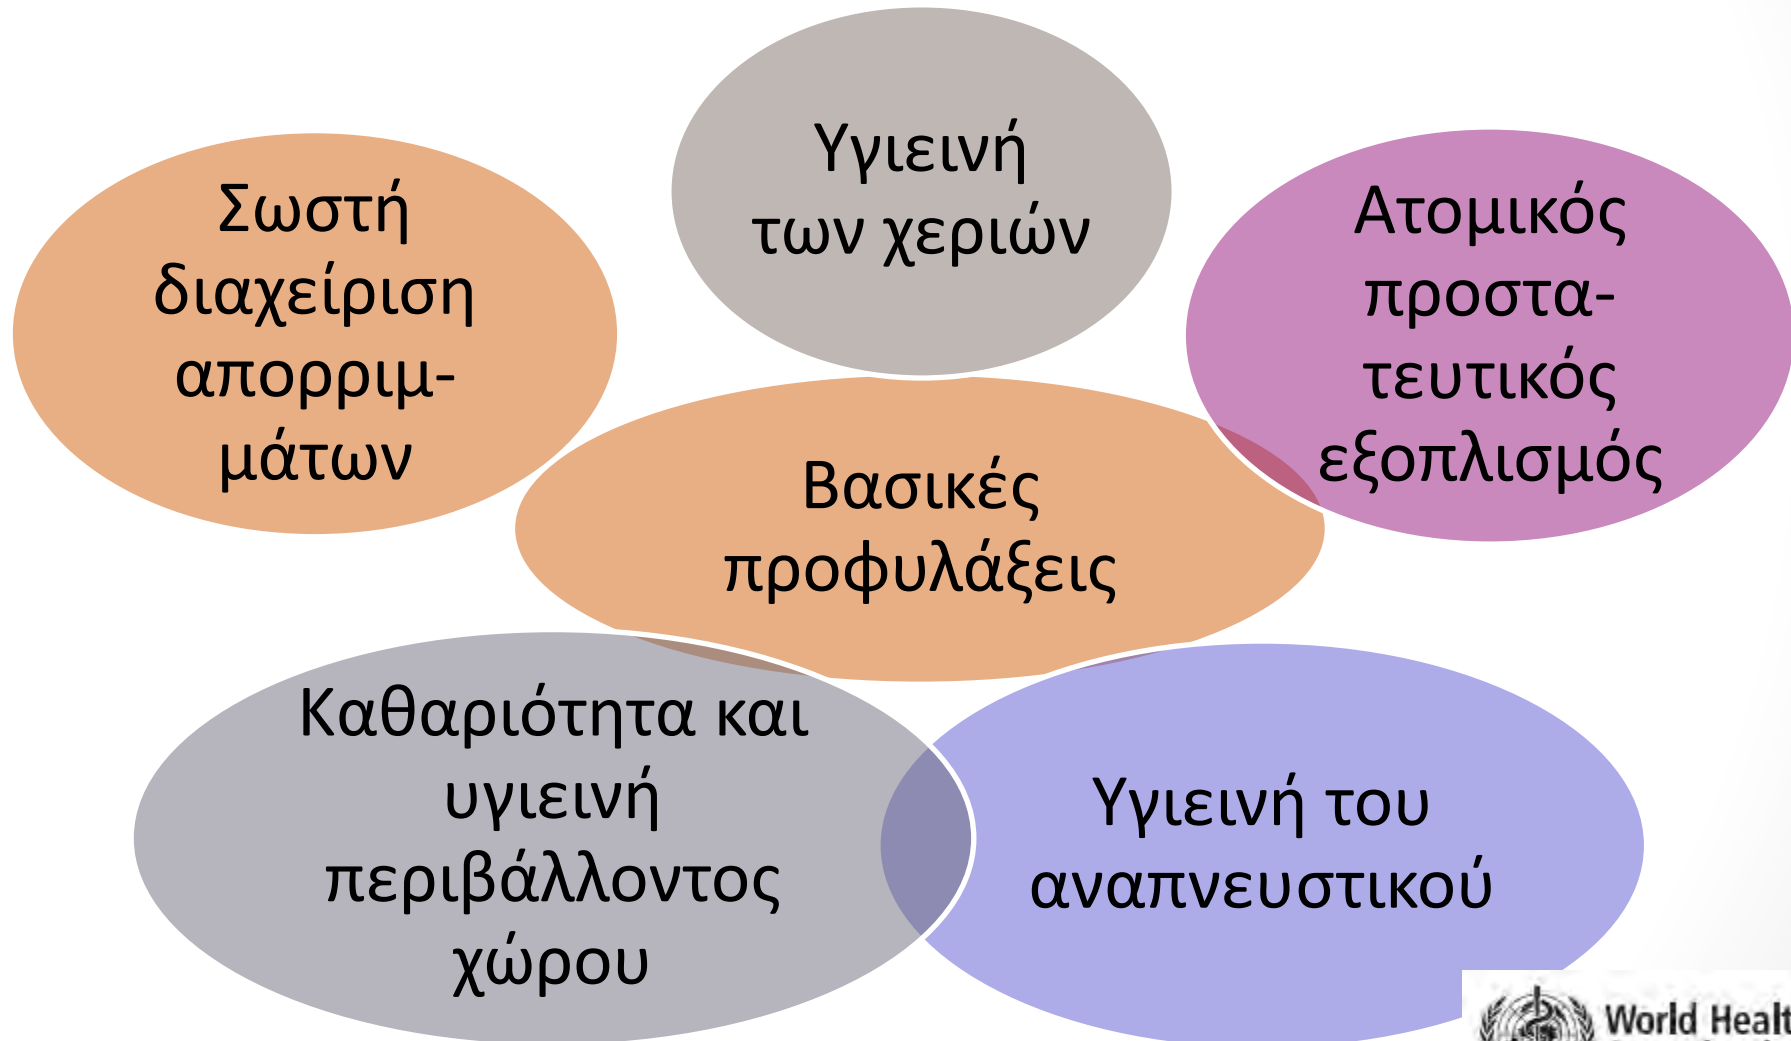 Υγιεινή
των χεριών
Σωστή
διαχείριση
απορριμ-
μάτων
Ατομικός
προστα-
τευτικός
εξοπλισμός
Βασικές
προφυλάξεις
Καθαριότητα και
υγιεινή
περιβάλλοντος
χώρου
Υγιεινή του
αναπνευστικού
World Healt